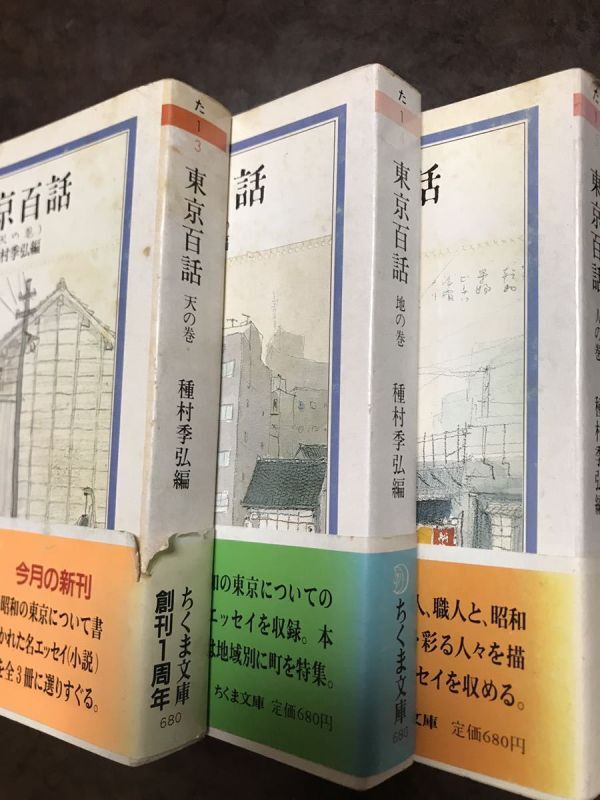 京百話
(天の巻)
村季弘編
今月の新刊
昭和の東京について書
かれた名エッセイ(小説)
を全3冊に選りすぐる。
た
1
3
東京百話 天の巻 種村季弘編
ちくま文庫
創刊1周年
680
話
和の東京についての
エッセイを収録。本
は地域別に町を特集。
ちくま文庫 定価680円
た
1
東京百話 地の巻 種村季弘編
ちくま文庫
680
話
人、職人と、昭和
彩る人々を描
セイを収める。
文庫 定価680円
東京百話 人の巻 種村季弘編